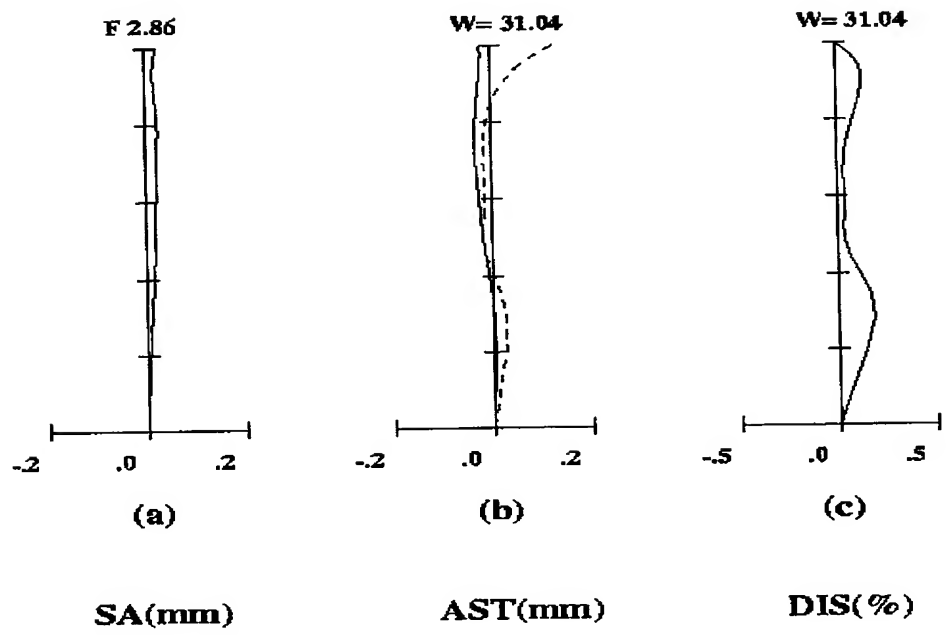 F 2.86
W= 31.04
W= 31.04
-.2 .0 .2
-.2 .0 .2
-.5 .0 .5
(a)
(b)
(c)
SA(mm)
AST(mm)
DIS(%)